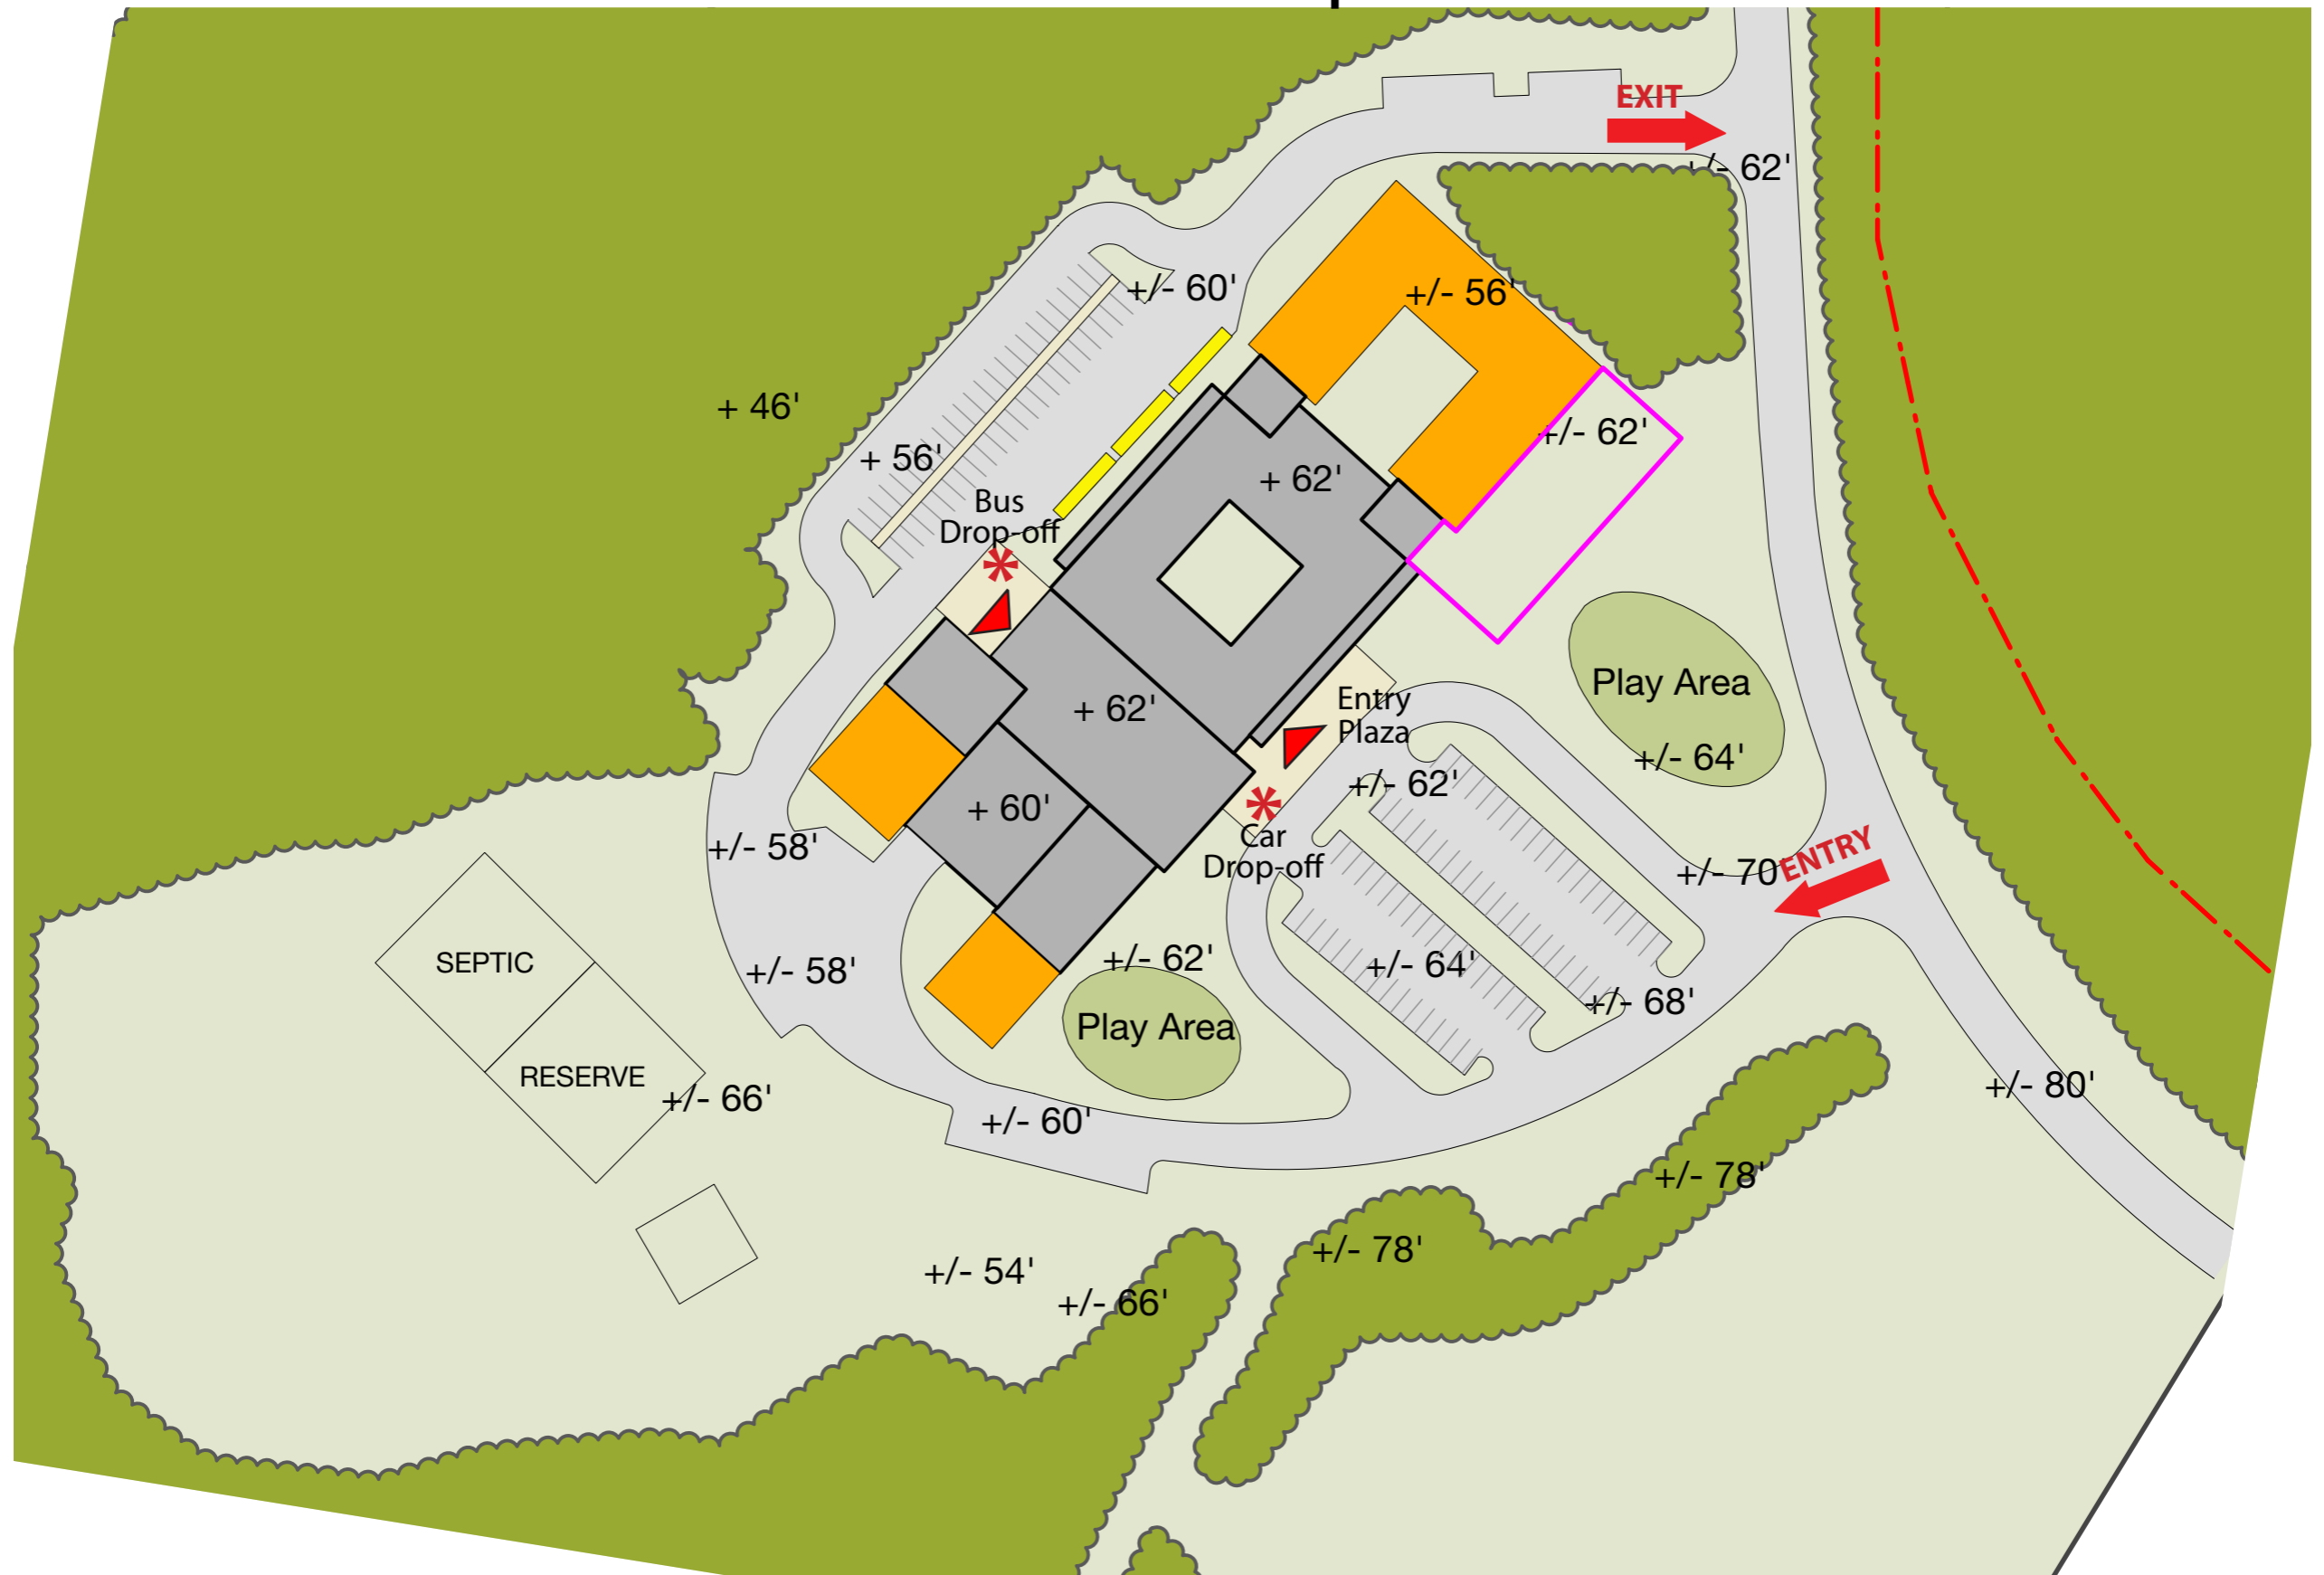 EXIT
+/- 62'
+/- 60'
+/- 56'
+ 46'
+/- 62'
+ 56'
+ 62'
Bus
Drop-off
*
Play Area
+/- 64'
Entry
Plaza
+ 62'
+/- 62'
+ 60'
*
Car
Drop-off
+/- 58'
+/- 70'
ENTRY
SEPTIC
+/- 58'
+/- 62'
+/- 64'
+/- 68'
Play Area
RESERVE
+/- 66'
+/- 60'
+/- 80'
+/- 78'
+/- 78'
+/- 54'
+/- 66'